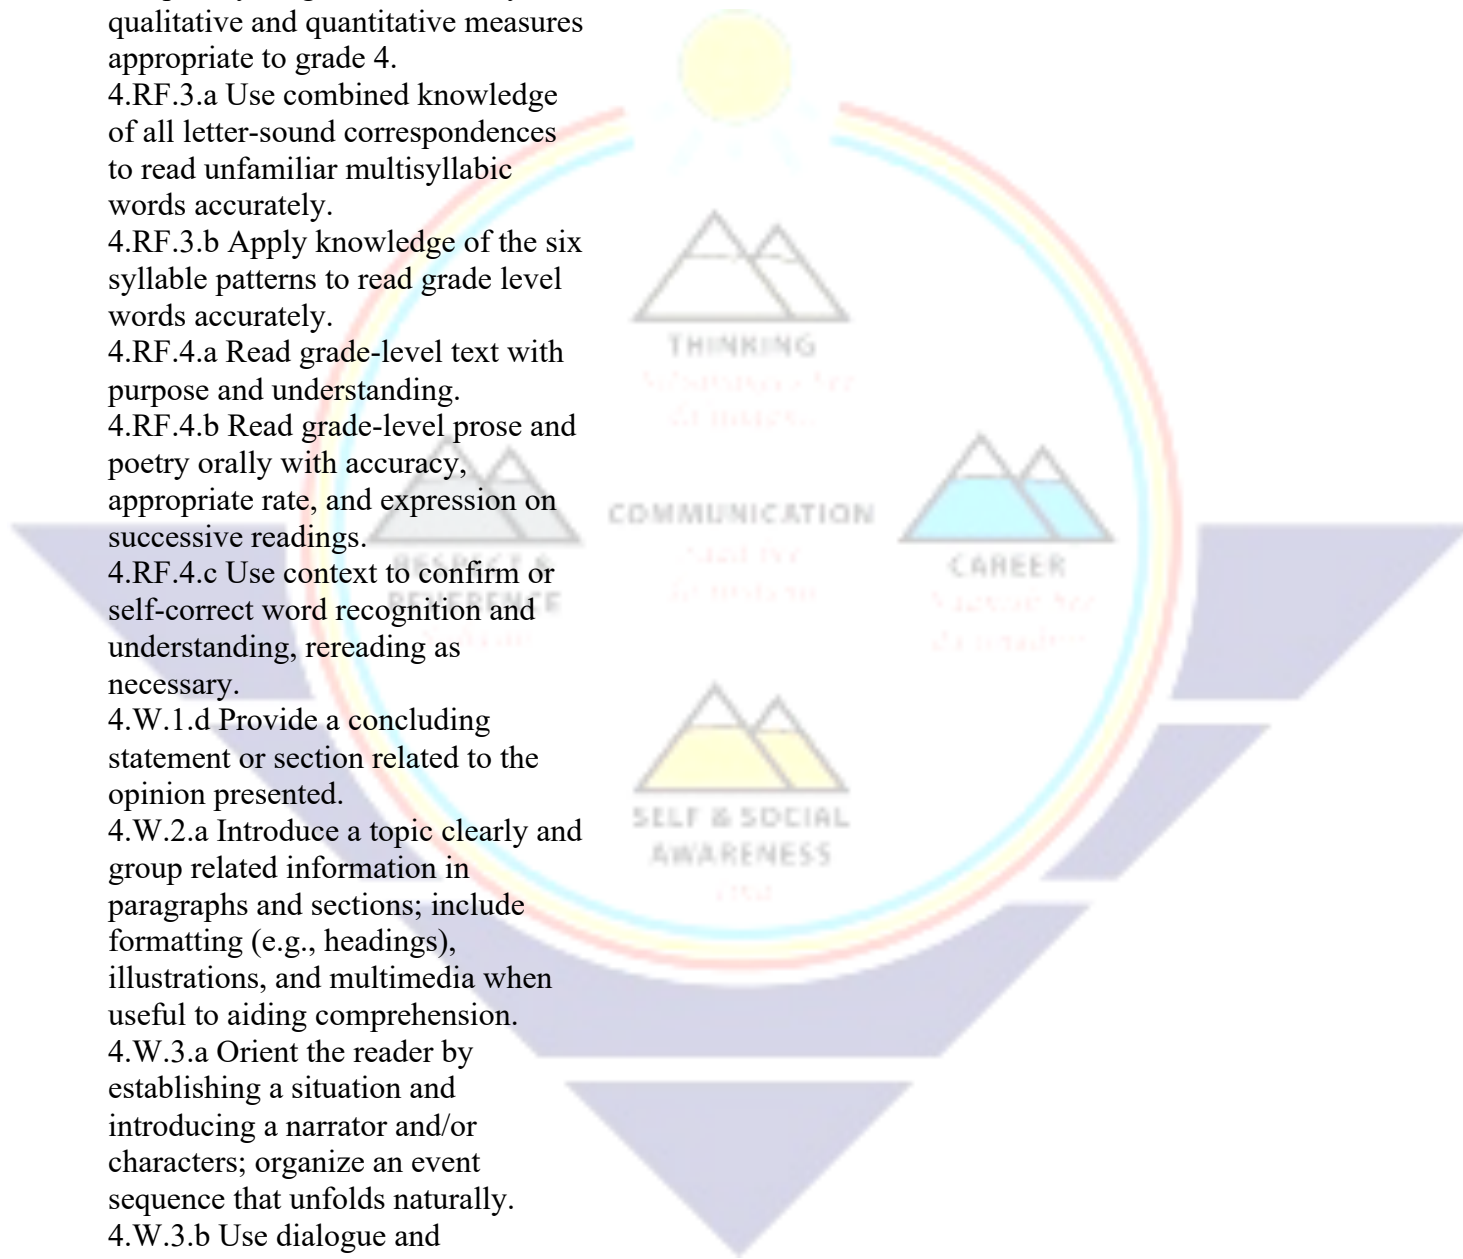 qualitative and quantitative measures
appropriate to grade 4.
4.RF.3.a Use combined knowledge
of all letter-sound correspondences
to read unfamiliar multisyllabic
words accurately.
4.RF.3.b Apply knowledge of the six
syllable patterns to read grade level
words accurately.
4.RF.4.a Read grade-level text with
purpose and understanding.
4.RF.4.b Read grade-level prose and
poetry orally with accuracy,
appropriate rate, and expression on
successive readings.
4.RF.4.c Use context to confirm or
self-correct word recognition and
understanding, rereading as
necessary.
4.W.1.d Provide a concluding
statement or section related to the
opinion presented.
4.W.2.a Introduce a topic clearly and
group related information in
paragraphs and sections; include
formatting (e.g., headings),
illustrations, and multimedia when
useful to aiding comprehension.
4.W.3.a Orient the reader by
establishing a situation and
introducing a narrator and/or
characters; organize an event
sequence that unfolds naturally.
4.W.3.b Use dialogue and
THINKING
RESPECT &
REVERENCE
COMMUNICATION
CAREER
SELF & SOCIAL
AWARENESS